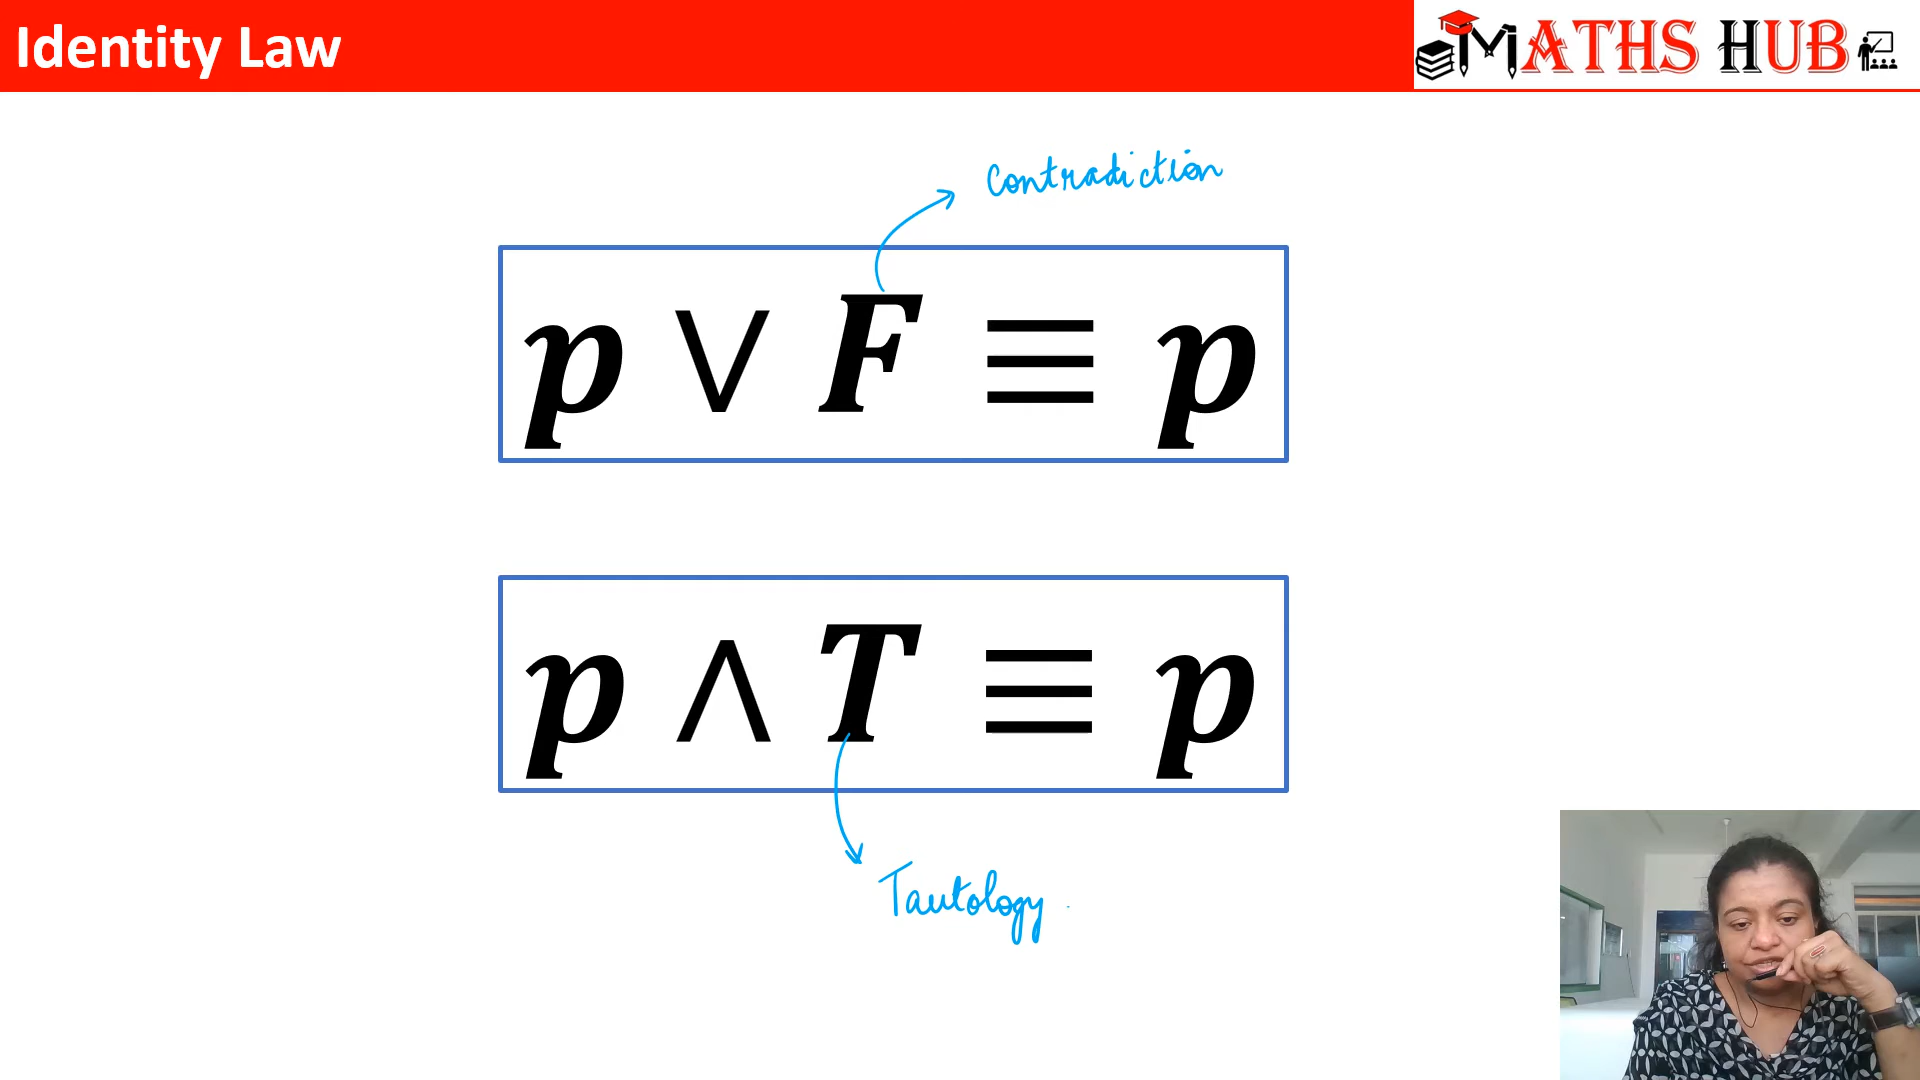 Identity Law
MATHS HUB
contradiction
p ∨ F ≡ p
p ∧ T ≡ p
Tautology